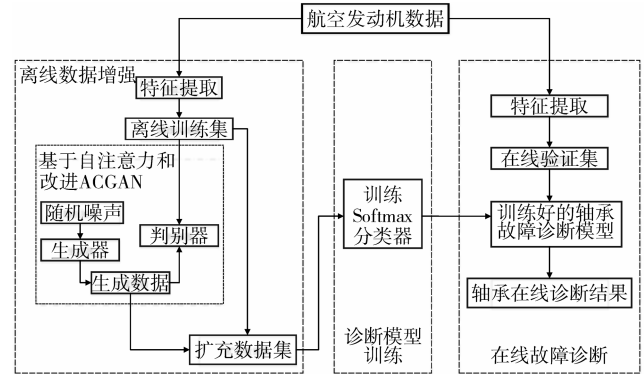 航空发动机数据
离线数据增强
特征提取
离线训练集
基于自注意力和
改进ACGAN
随机噪声
生成器
判别器
生成数据
扩充数据集
训练
Softmax
分类器
诊断模型
训练
特征提取
在线验证集
训练好的轴承
故障诊断模型
轴承在线诊断结果
在线故障诊断